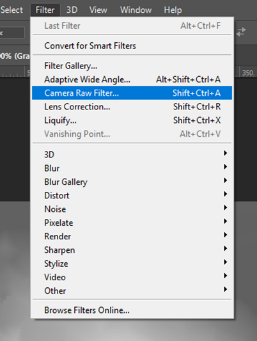 Select Filter 3D View Window Help
Last Filter Alt+Ctrl+F
Convert for Smart Filters
Filter Gallery...
Adaptive Wide Angle... Alt+Shift+Ctrl+A
Camera Raw Filter... Shift+Ctrl+A
Lens Correction... Shift+Ctrl+R
Liquify... Shift+Ctrl+X
Vanishing Point... Alt+Ctrl+V
3D
Blur
Blur Gallery
Distort
Noise
Pixelate
Render
Sharpen
Stylize
Video
Other
Browse Filters Online...
0% (Gra
350